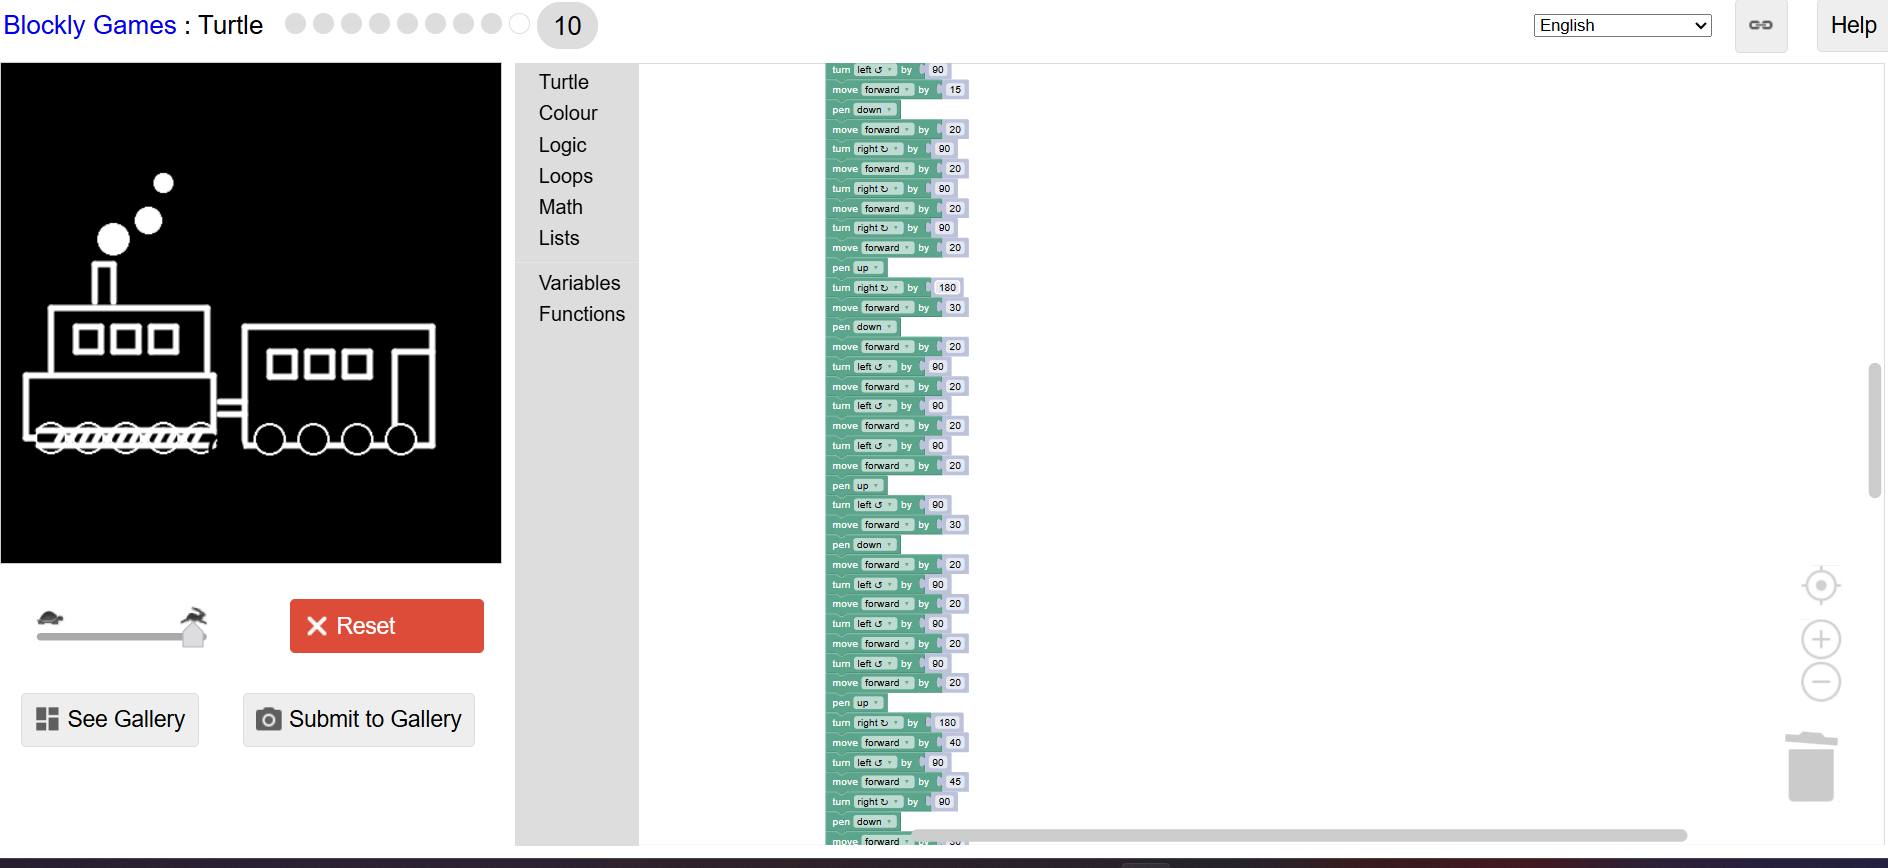 Blockly Games : Turtle
10
English
Help
Turtle
Colour
Logic
Loops
Math
Lists
Variables
Functions
turn left ↺ by 90
move forward by 15
pen down
move forward by 20
turn right ↻ by 90
move forward by 20
turn right ↻ by 90
move forward by 20
turn right ↻ by 90
move forward by 20
pen up
turn right ↻ by 180
move forward by 30
pen down
move forward by 20
turn left ↺ by 90
move forward by 20
turn left ↺ by 90
move forward by 20
turn left ↺ by 90
move forward by 20
pen up
turn left ↺ by 90
move forward by 30
pen down
move forward by 20
turn left ↺ by 90
move forward by 20
turn left ↺ by 90
move forward by 20
turn left ↺ by 90
move forward by 20
pen up
turn right ↻ by 180
move forward by 40
turn left ↺ by 90
move forward by 45
turn right ↻ by 90
pen down
move forward by
Reset
See Gallery
Submit to Gallery